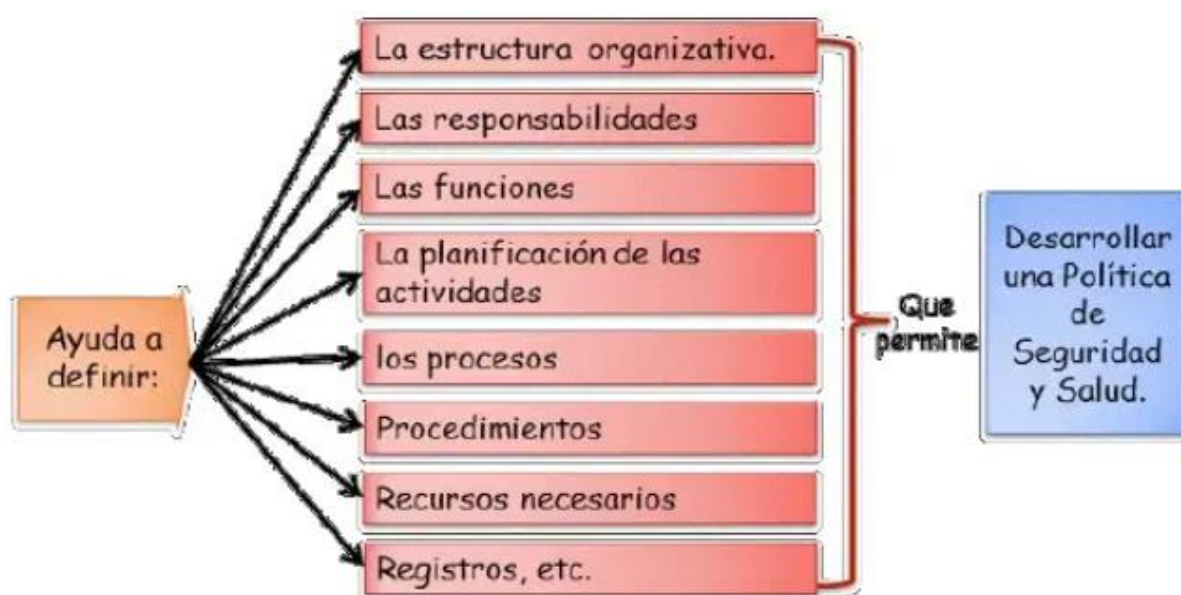 Ayuda a
definir:
La estructura organizativa.
Las responsabilidades
Las funciones
La planificación de las
actividades
los procesos
Procedimientos
Recursos necesarios
Registros, etc.
Que
permite
Desarrollar
una Política
de
Seguridad
y Salud.